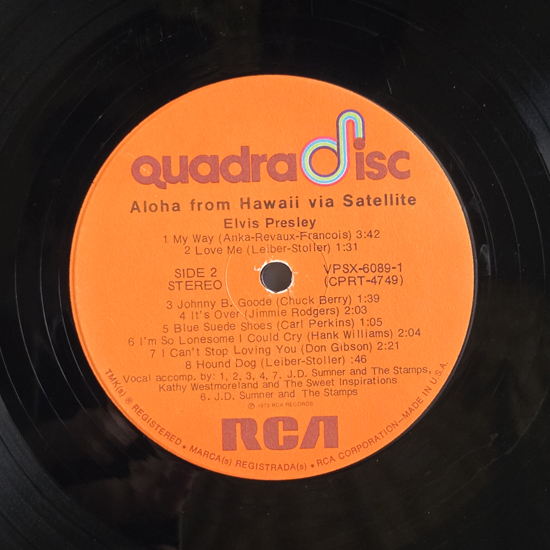 quadradisc
Aloha from Hawaii via Satellite
Elvis Presley
1 My Way (Anka-Revaux-Francois) 3:42
2 Love Me (Leiber-Stoller) 1:31
SIDE 2
STEREO
VPSX-6089-1
(CPRT-4749)
3 Johnny B. Goode (Chuck Berry) 1:39
4 It's Over (Jimmie Rodgers) 2:03
5 Blue Suede Shoes (Carl Perkins) 1:05
6 I'm So Lonesome I Could Cry (Hank Williams) 2:04
7 I Can't Stop Loving You (Don Gibson) 2:21
8 Hound Dog (Leiber-Stoller) :46
Vocal accomp. by: 1, 2, 3, 4, 7. J.D. Sumner and The Stamps,
Kathy Westmoreland and The Sweet Inspirations
6. J.D. Sumner and The Stamps
℗ 1973 RCA RECORDS
RCA
TMK(s) ® REGISTERED • MARCA(s) REGISTRADA(s) • RCA CORPORATION—MADE IN U.S.A.